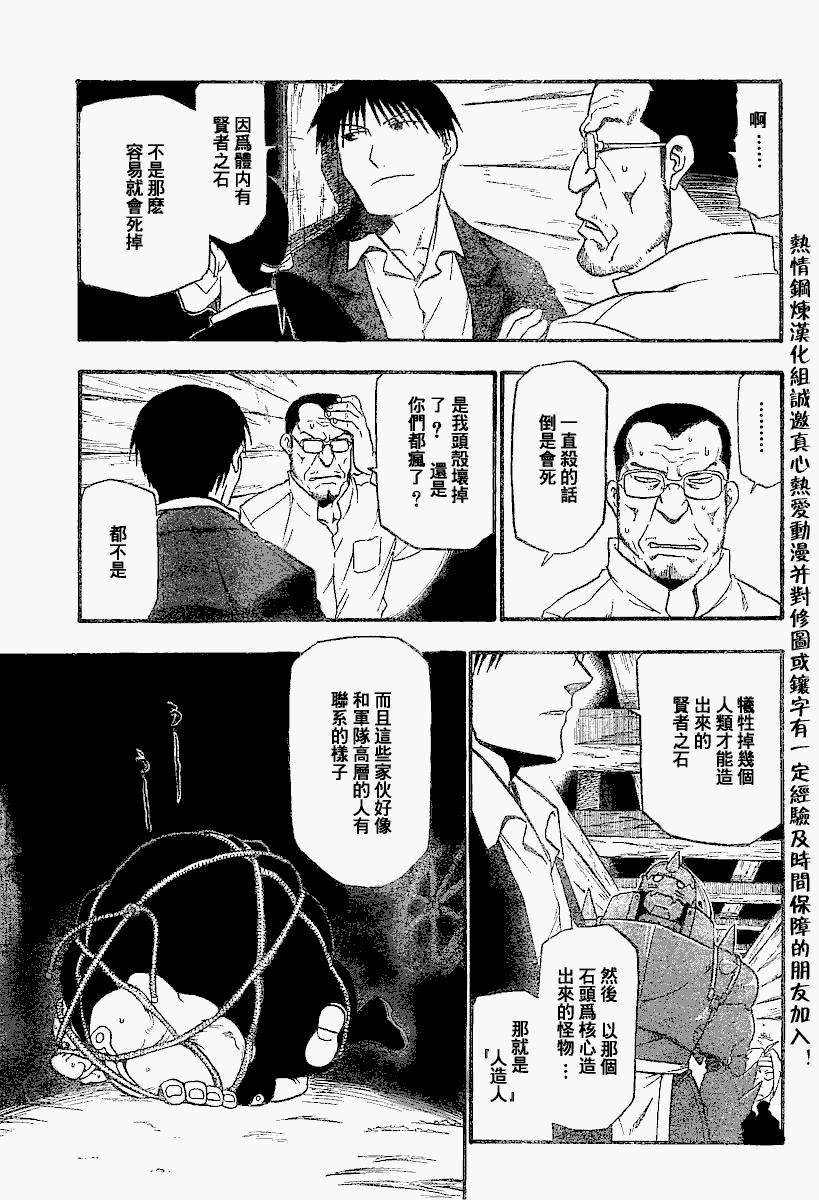 啊
……
因爲體內有
賢者之石
不是那麽
容易就會死掉
………
一直殺的話
倒是會死
是我頭殼壞掉
了？ 還是
你們都瘋了？
都不是
犧牲掉幾個
人類才能造
出來的
賢者之石
然後 以那個
石頭爲核心造
出來的怪物…
那就是
『人造人』
而且這些家伙好像
和軍隊高層的人有
聯系的樣子
熱情鋼煉漢化組誠邀真心熱愛動漫并對修圖或鑲字有一定經驗及時間保障的朋友加入！